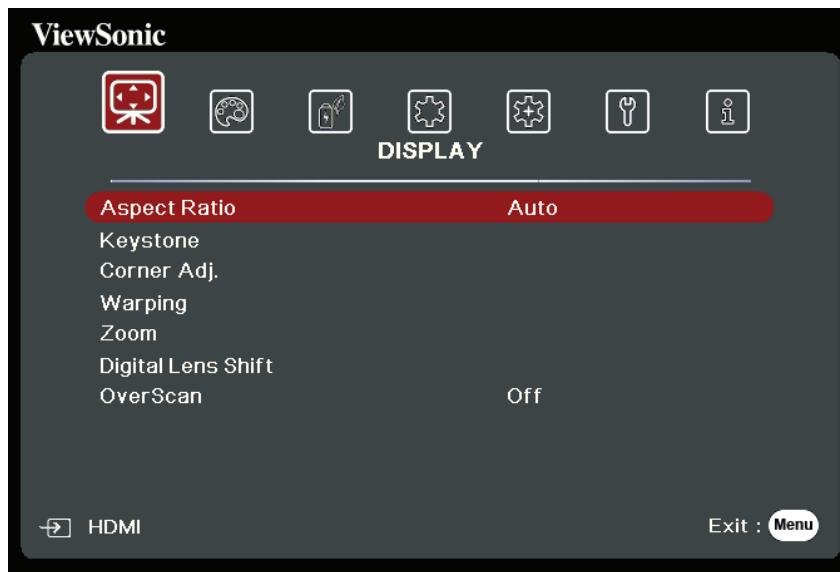 ViewSonic
DISPLAY
Aspect Ratio Auto
Keystone
Corner Adj.
Warping
Zoom
Digital Lens Shift
OverScan Off
HDMI Exit : Menu